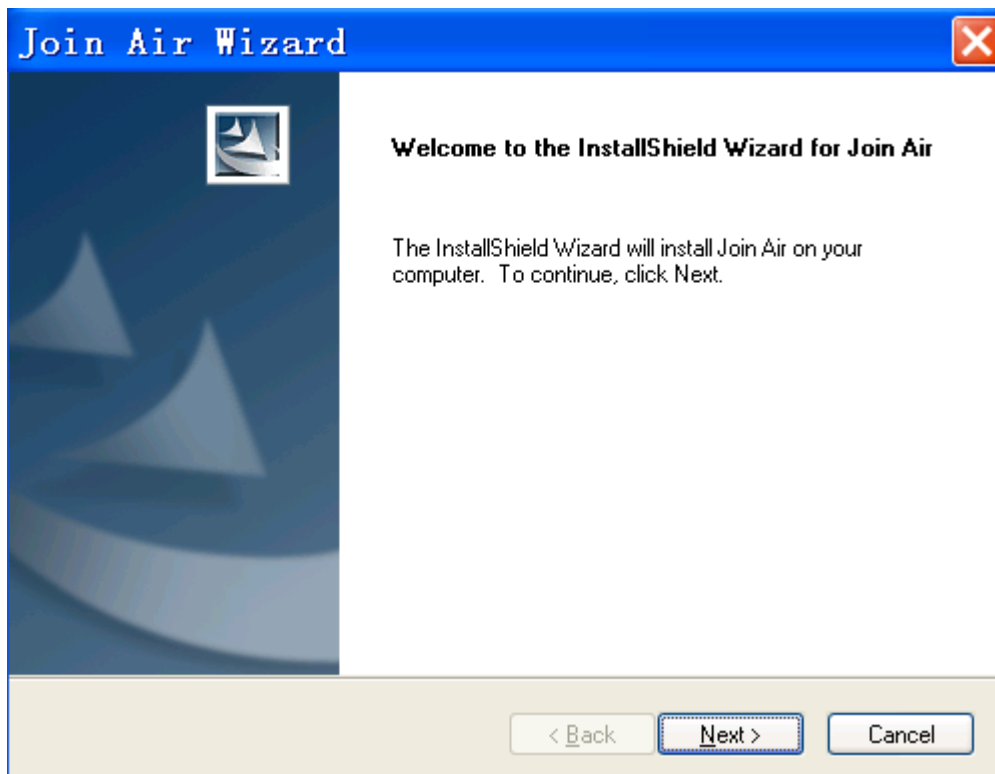 Join Air Wizard
Welcome to the InstallShield Wizard for Join Air
The InstallShield Wizard will install Join Air on your
computer.  To continue, click Next.
< Back
Next >
Cancel